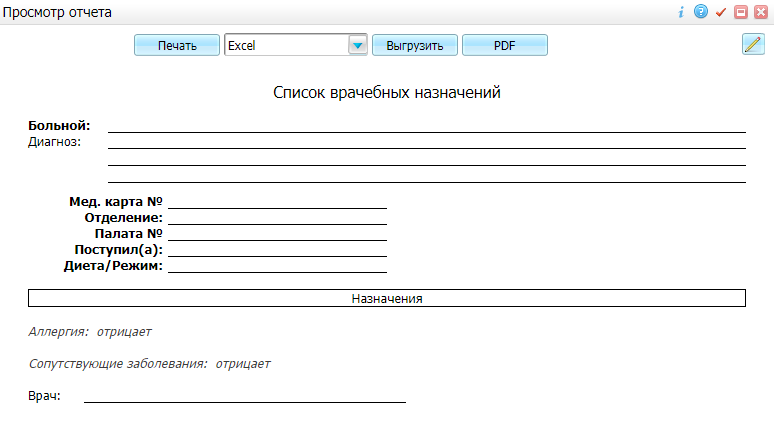 Просмотр отчета
Печать Excel Выгрузить PDF
Список врачебных назначений
Больной:
Диагноз:
Мед. карта №
Отделение:
Палата №
Поступил(а):
Диета/Режим:
Назначения
Аллергия: отрицает
Сопутствующие заболевания: отрицает
Врач: